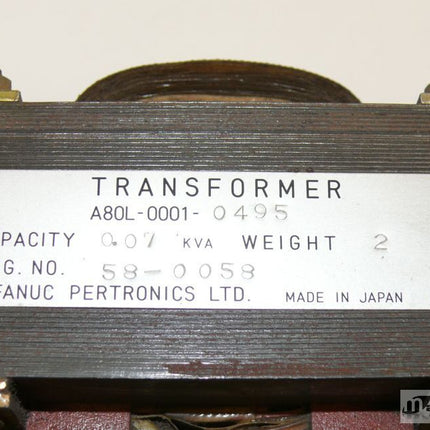 TRANSFORMER
A80L-0001-0495
PACITY 0.07 KVA WEIGHT 2
G. NO. 58-0058
FANUC PERTRONICS LTD. MADE IN JAPAN